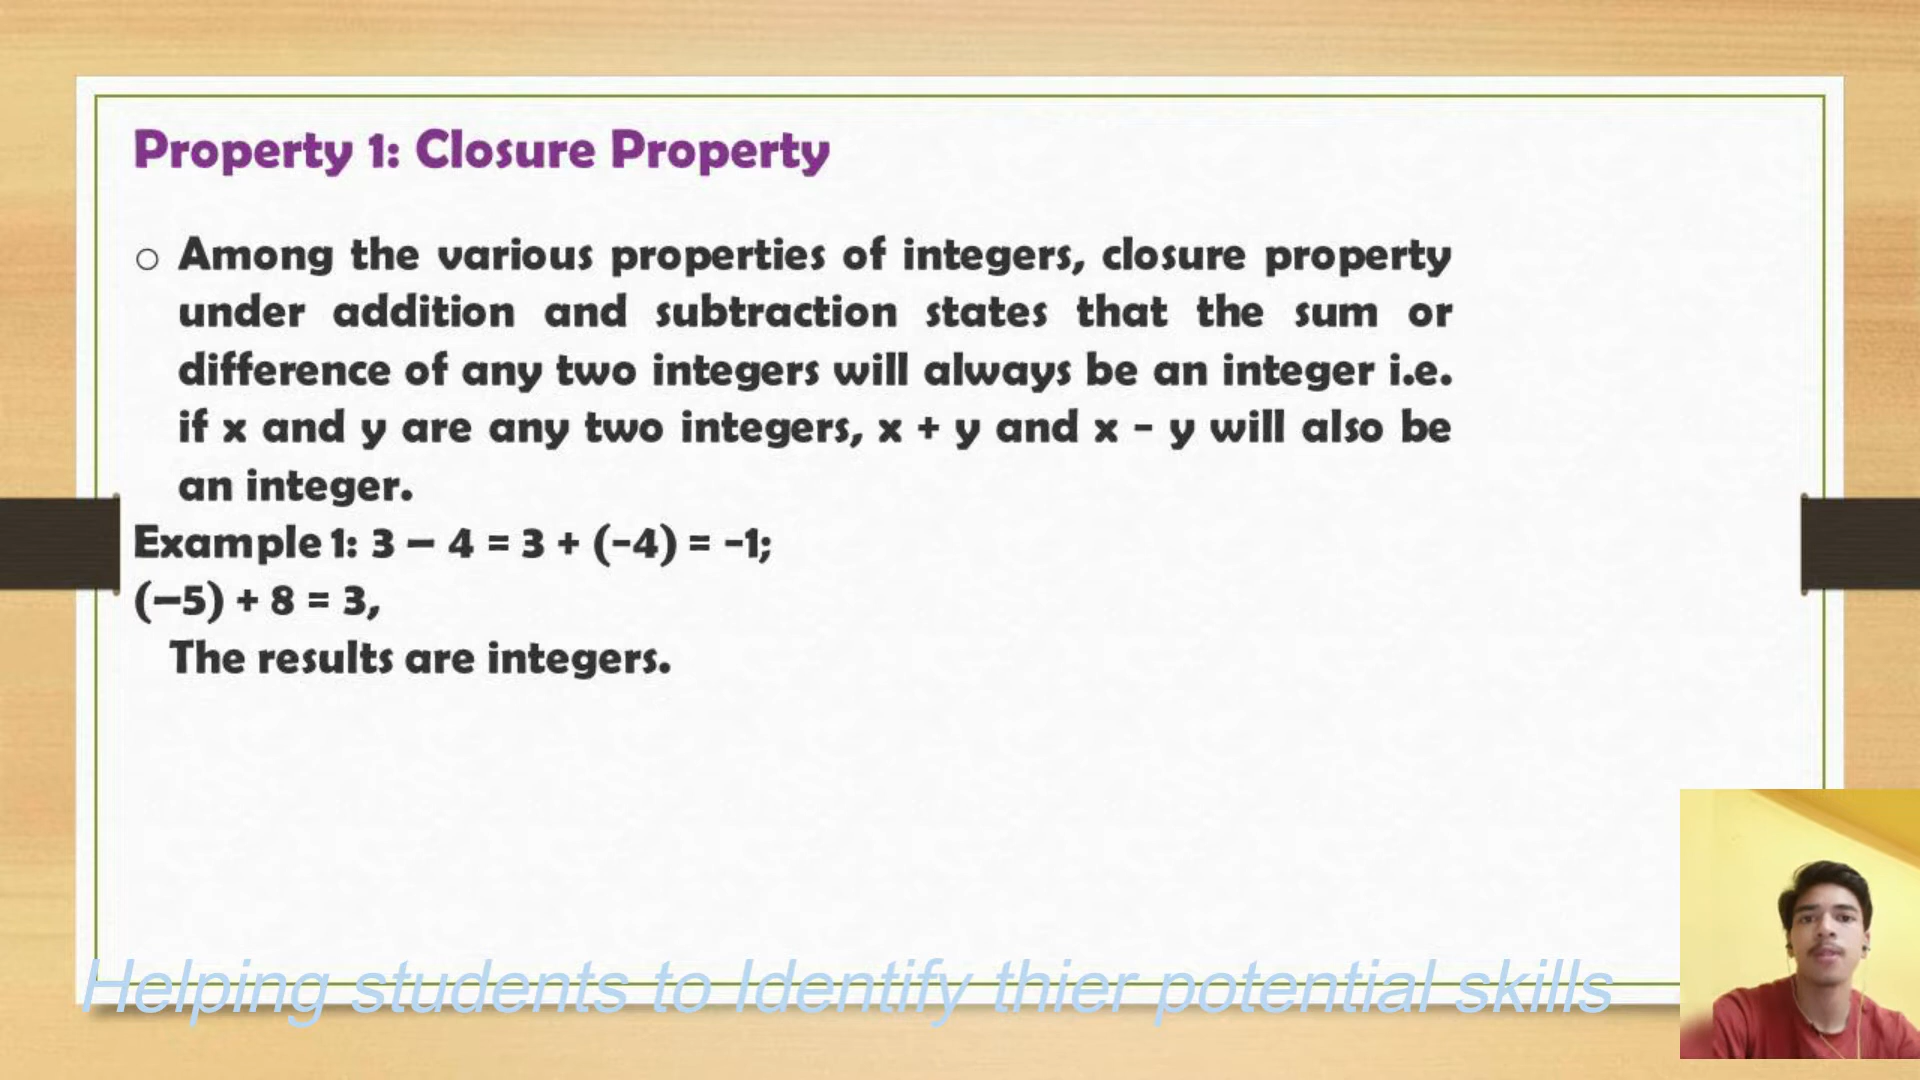 Property 1: Closure Property
Among the various properties of integers, closure property
under addition and subtraction states that the sum or
difference of any two integers will always be an integer i.e.
if x and y are any two integers, x + y and x - y will also be
an integer.
Example 1: 3 – 4 = 3 + (-4) = -1;
(–5) + 8 = 3,
The results are integers.
Helping students to Identify thier potential skills